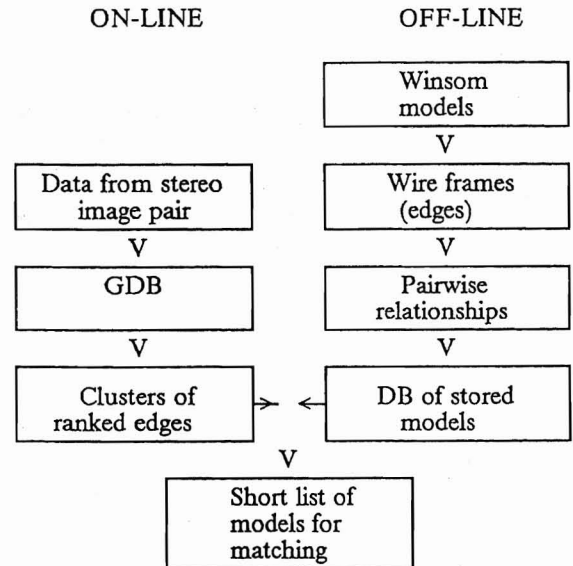 ON-LINE
OFF-LINE
Winsom
models
V
Data from stereo
image pair
Wire frames
(edges)
V
V
GDB
Pairwise
relationships
V
V
Clusters of
ranked edges
DB of stored
models
V
Short list of
models for
matching